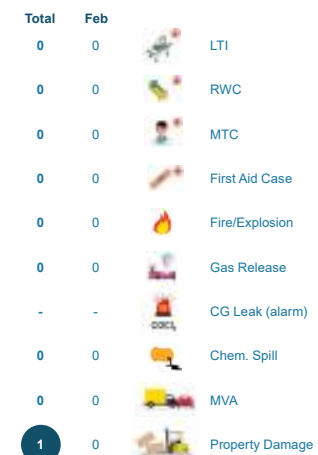 Total Feb
0 0 LTI
0 0 RWC
0 0 MTC
0 0 First Aid Case
0 0 Fire/Explosion
0 0 Gas Release
- - COCl₂ CG Leak (alarm)
0 0 Chem. Spill
0 0 MVA
1 0 Property Damage